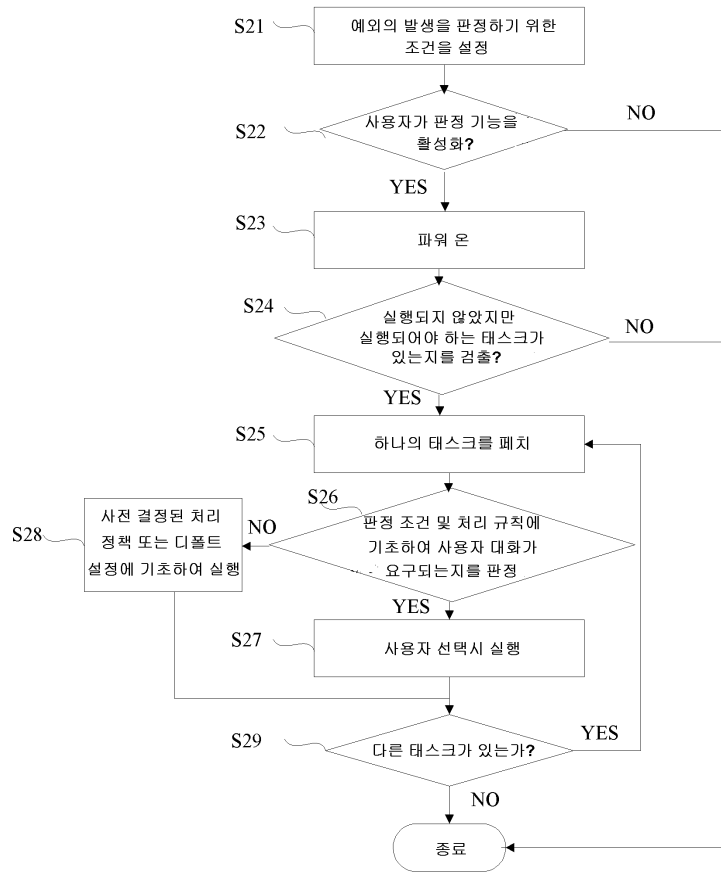 S21
예외의 발생을 판정하기 위한
조건을 설정
S22
사용자가 판정 기능을
활성화?
NO
YES
S23
파워 온
S24
실행되지 않았지만
실행되어야 하는 태스크가
있는지를 검출?
NO
YES
S25
하나의 태스크를 페치
S26
판정 조건 및 처리 규칙에
기초하여 사용자 대화가
요구되는지를 판정
NO
S28
사전 결정된 처리
정책 또는 디폴트
설정에 기초하여 실행
YES
S27
사용자 선택시 실행
S29
다른 태스크가 있는가?
YES
NO
종료